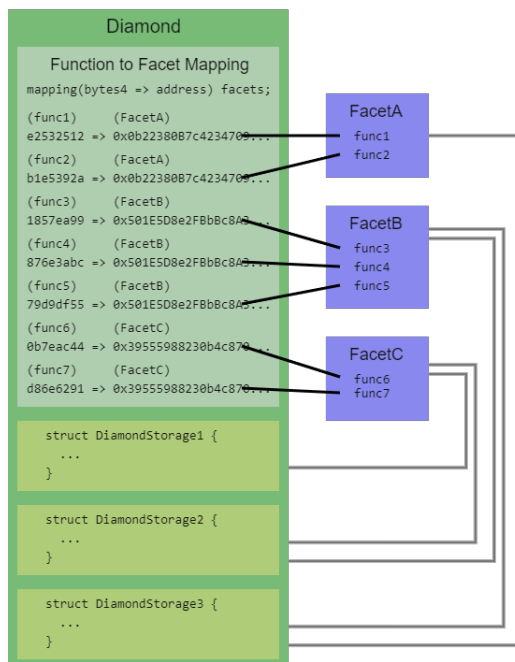 Diamond
Function to Facet Mapping
mapping(bytes4 => address) facets;
(func1) (FacetA)
e2532512 => 0x0b22380B7c4234709...
(func2) (FacetA)
b1e5392a => 0x0b22380B7c4234709...
(func3) (FacetB)
1857ea99 => 0x501E5D8e2FBbBc8A3...
(func4) (FacetB)
876e3abc => 0x501E5D8e2FBbBc8A3...
(func5) (FacetB)
79d9df55 => 0x501E5D8e2FBbBc8A3...
(func6) (FacetC)
0b7eac44 => 0x39555988230b4c870...
(func7) (FacetC)
d86e6291 => 0x39555988230b4c870...
FacetA
func1
func2
FacetB
func3
func4
func5
FacetC
func6
func7
struct DiamondStorage1 {
...
}
struct DiamondStorage2 {
...
}
struct DiamondStorage3 {
...
}